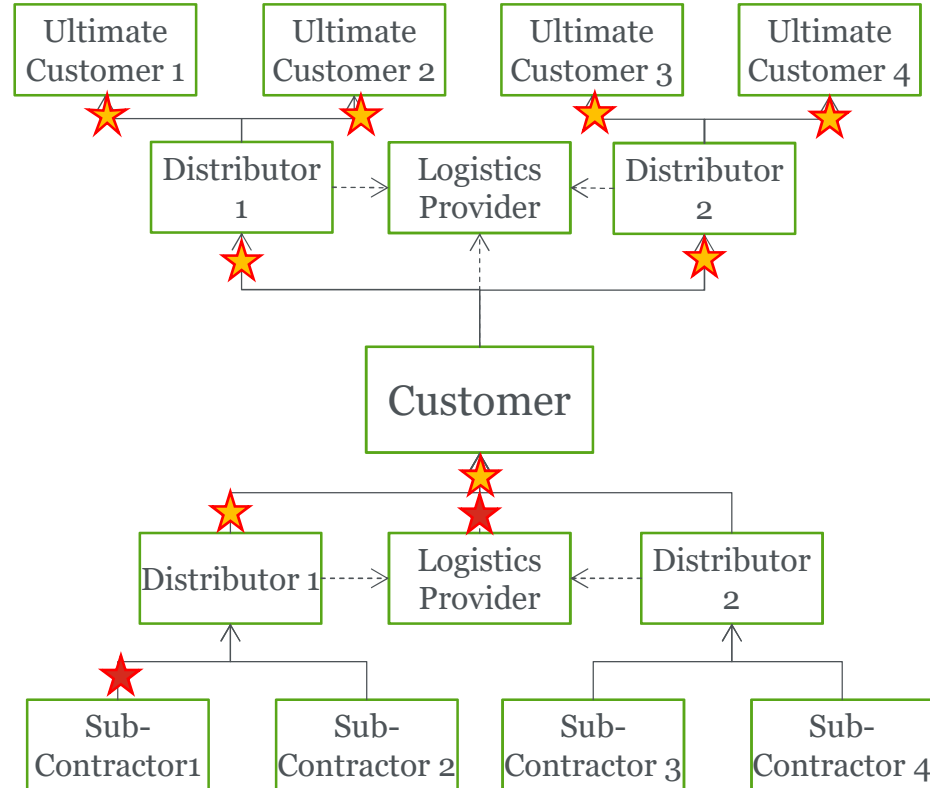 Ultimate
Customer 1
Ultimate
Customer 2
Ultimate
Customer 3
Ultimate
Customer 4
Distributor
1
Logistics
Provider
Distributor
2
Customer
Distributor 1
Logistics
Provider
Distributor
2
Sub-
Contractor1
Sub-
Contractor 2
Sub-
Contractor 3
Sub-
Contractor 4